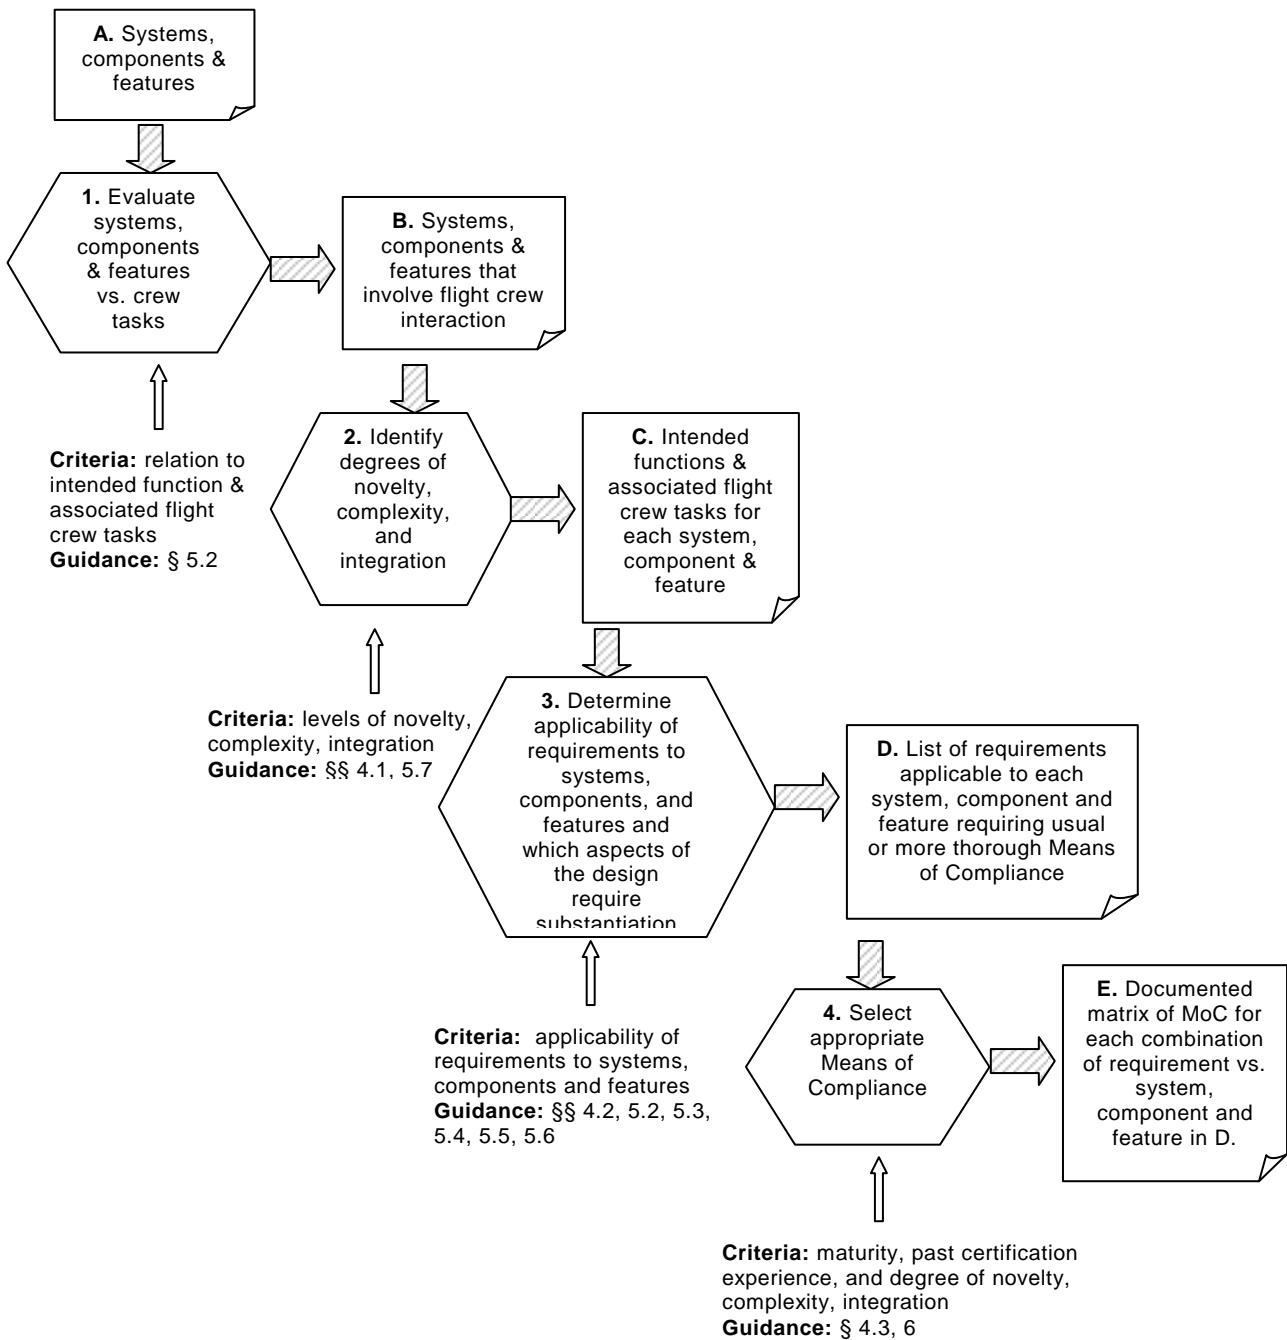 A. Systems,
components &
features
1. Evaluate
systems,
components
& features
vs. crew
tasks
B. Systems,
components &
features that
involve flight crew
interaction
Criteria: relation to
intended function &
associated flight
crew tasks
Guidance: § 5.2
2. Identify
degrees of
novelty,
complexity,
and
integration
C. Intended
functions &
associated flight
crew tasks for
each system,
component &
feature
Criteria: levels of novelty,
complexity, integration
Guidance: §§ 4.1, 5.7
3. Determine
applicability of
requirements to
systems,
components, and
features and
which aspects of
the design
require
substantiation
D. List of requirements
applicable to each
system, component and
feature requiring usual
or more thorough Means
of Compliance
Criteria: applicability of
requirements to systems,
components and features
Guidance: §§ 4.2, 5.2, 5.3,
5.4, 5.5, 5.6
4. Select
appropriate
Means of
Compliance
E. Documented
matrix of MoC for
each combination
of requirement vs.
system,
component and
feature in D.
Criteria: maturity, past certification
experience, and degree of novelty,
complexity, integration
Guidance: § 4.3, 6